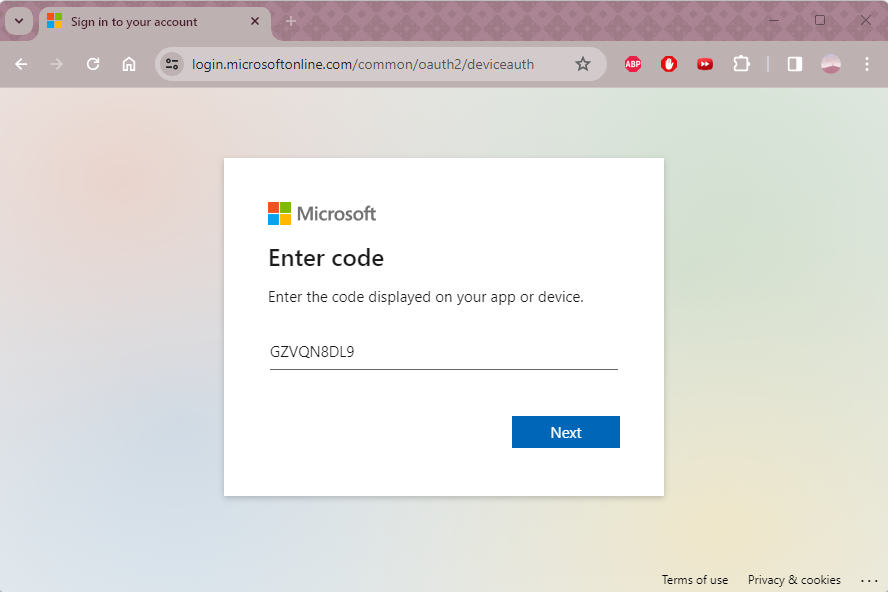 Sign in to your account
login.microsoftonline.com/common/oauth2/deviceauth
ABP
Microsoft
Enter code
Enter the code displayed on your app or device.
GZVQN8DL9
Next
Terms of use
Privacy & cookies
...